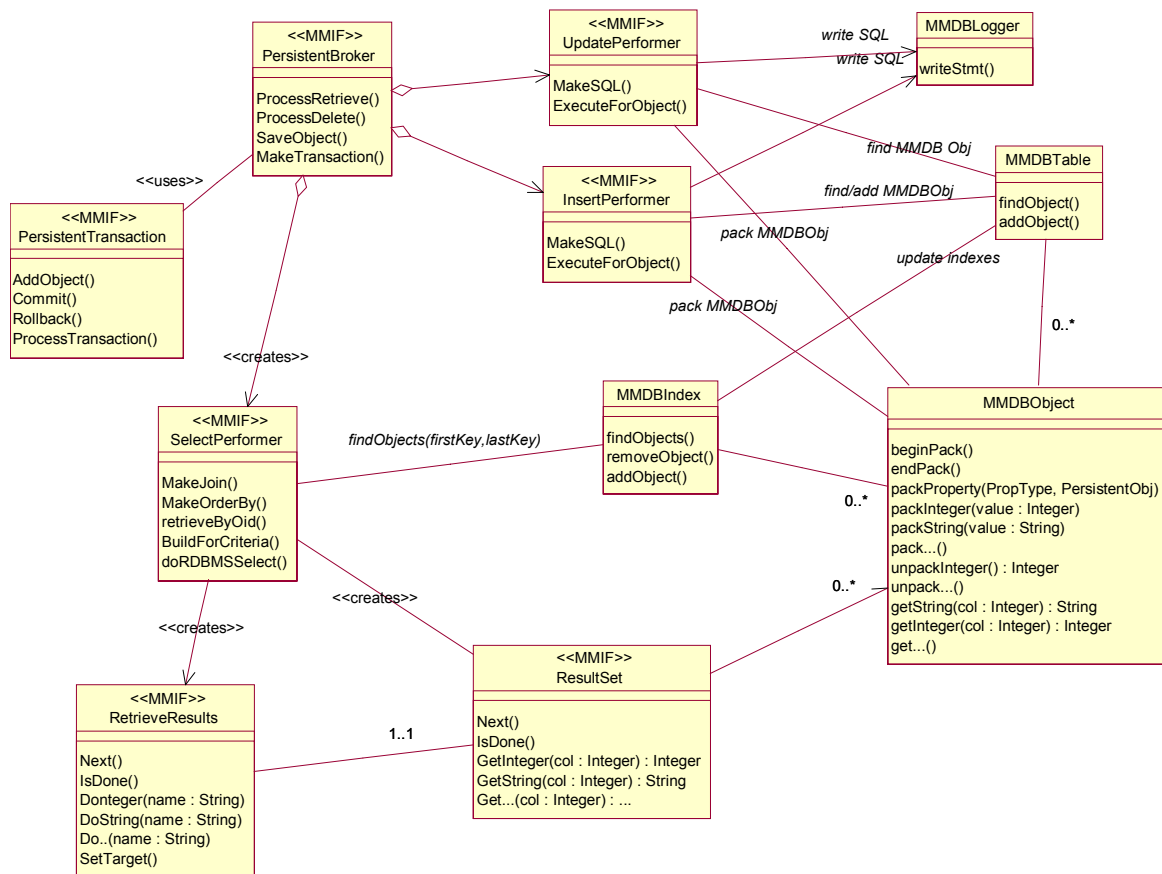 <<MMIF>>
PersistentBroker
ProcessRetrieve()
ProcessDelete()
SaveObject()
MakeTransaction()
<<MMIF>>
UpdatePerformer
MakeSQL()
ExecuteForObject()
write SQL
write SQL
MMDBLogger
writeStmt()
find MMDB Obj
MMDBTable
findObject()
addObject()
<<uses>>
<<MMIF>>
PersistentTransaction
AddObject()
Commit()
Rollback()
ProcessTransaction()
<<MMIF>>
InsertPerformer
MakeSQL()
ExecuteForObject()
find/add MMDBObj
pack MMDBObj
update indexes
pack MMDBObj
0..*
<<creates>>
<<MMIF>>
SelectPerformer
MakeJoin()
MakeOrderBy()
retrieveByOid()
BuildForCriteria()
doRDBMSSelect()
findObjects(firstKey,lastKey)
MMDBIndex
findObjects()
removeObject()
addObject()
0..*
MMDBObject
beginPack()
endPack()
packProperty(PropType, PersistentObj)
packInteger(value : Integer)
packString(value : String)
pack...()
unpackInteger() : Integer
unpack...()
getString(col : Integer) : String
getInteger(col : Integer) : Integer
get...()
<<creates>>
<<creates>>
0..*
<<MMIF>>
RetrieveResults
Next()
IsDone()
Donteger(name : String)
DoString(name : String)
Do..(name : String)
SetTarget()
1..1
<<MMIF>>
ResultSet
Next()
IsDone()
GetInteger(col : Integer) : Integer
GetString(col : Integer) : String
Get...(col : Integer) : ...